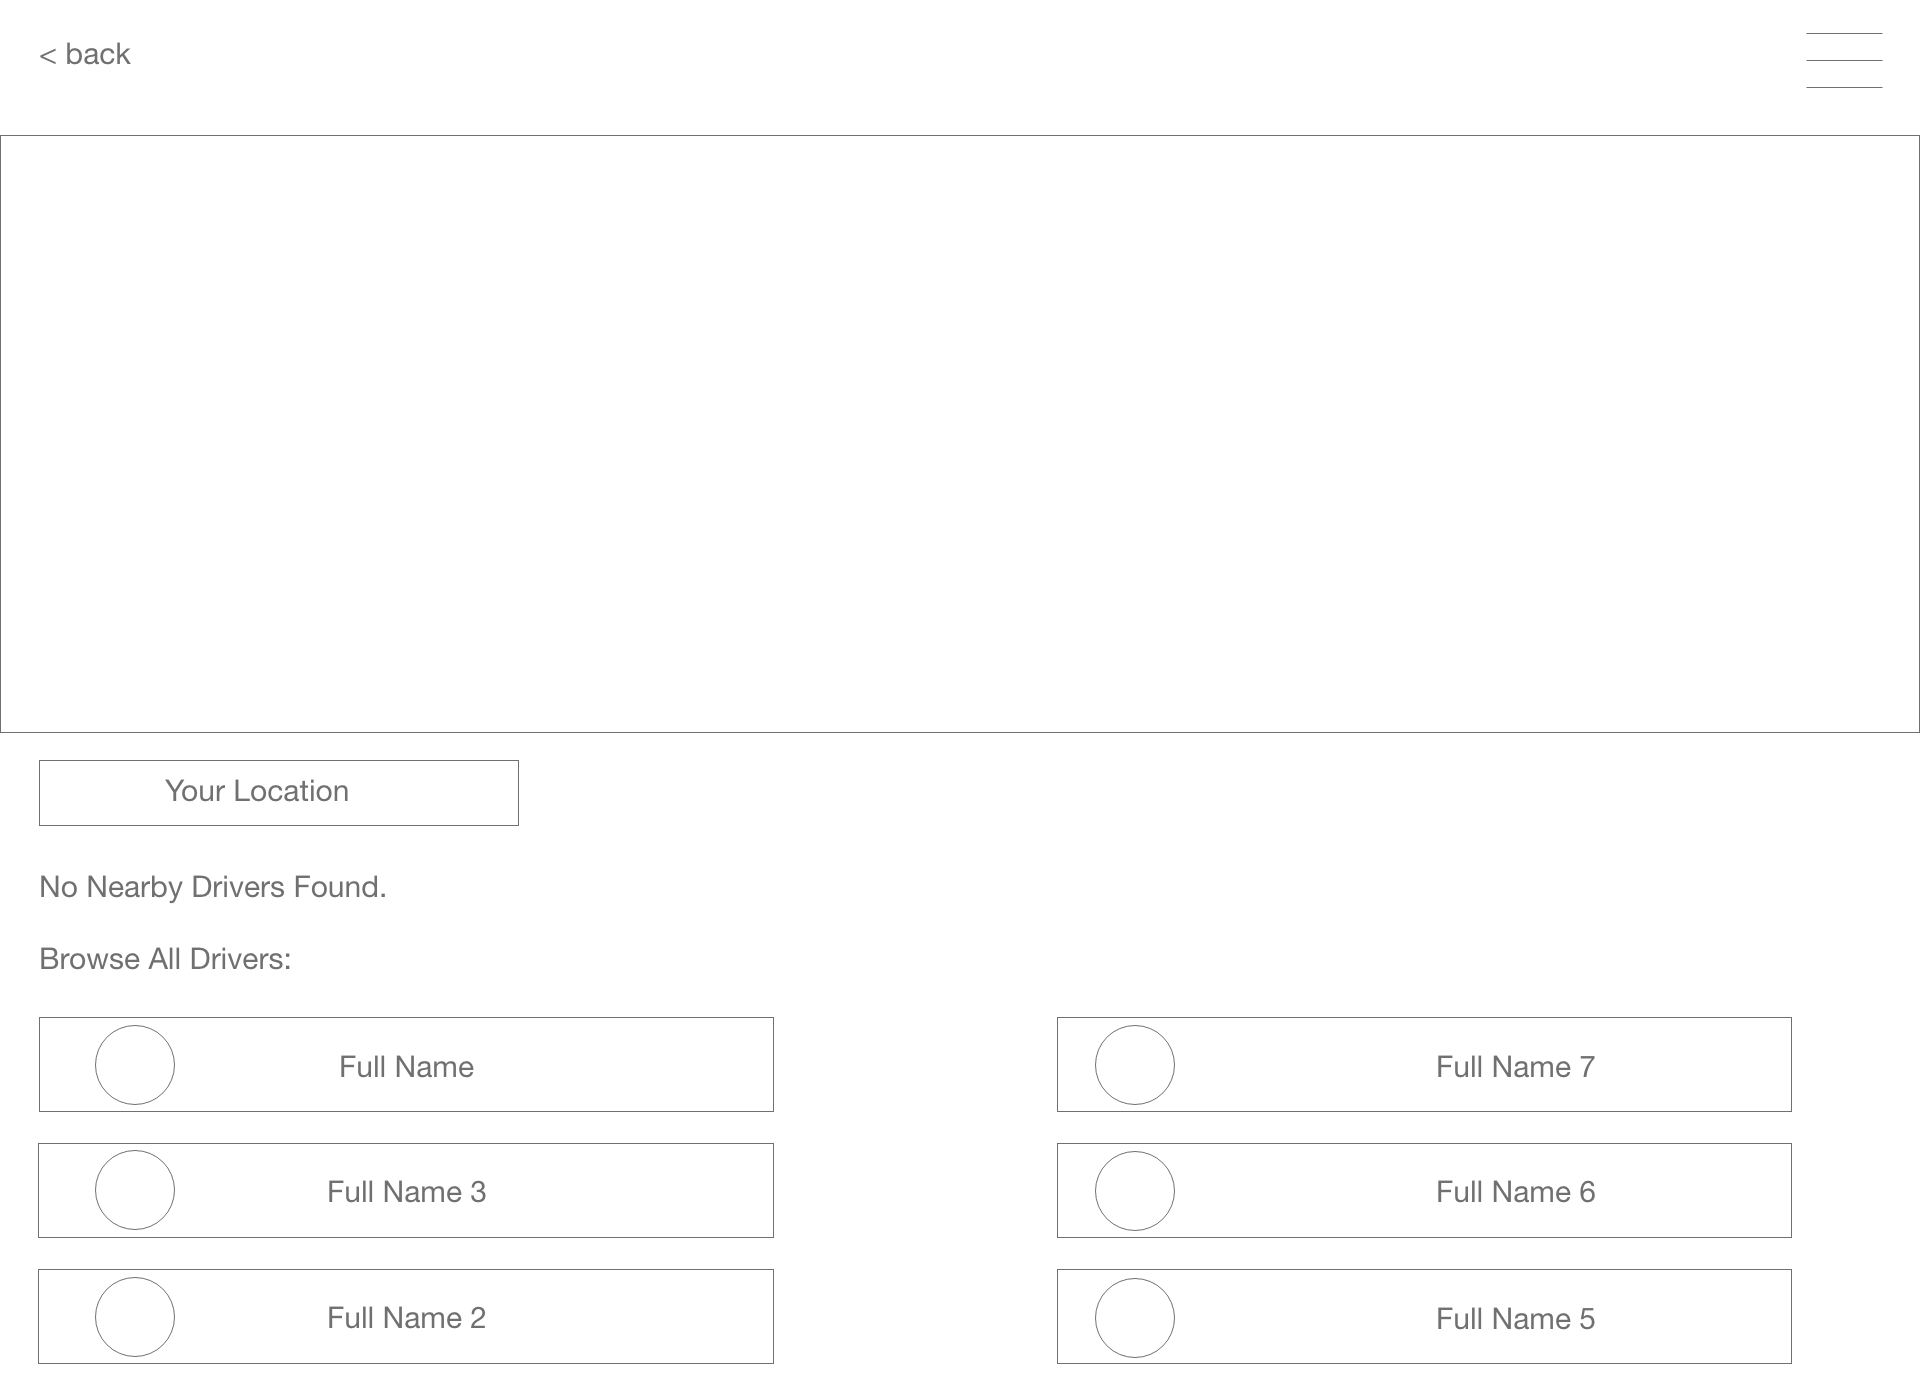 < back
Your Location
No Nearby Drivers Found.
Browse All Drivers:
Full Name
Full Name 7
Full Name 3
Full Name 6
Full Name 2
Full Name 5